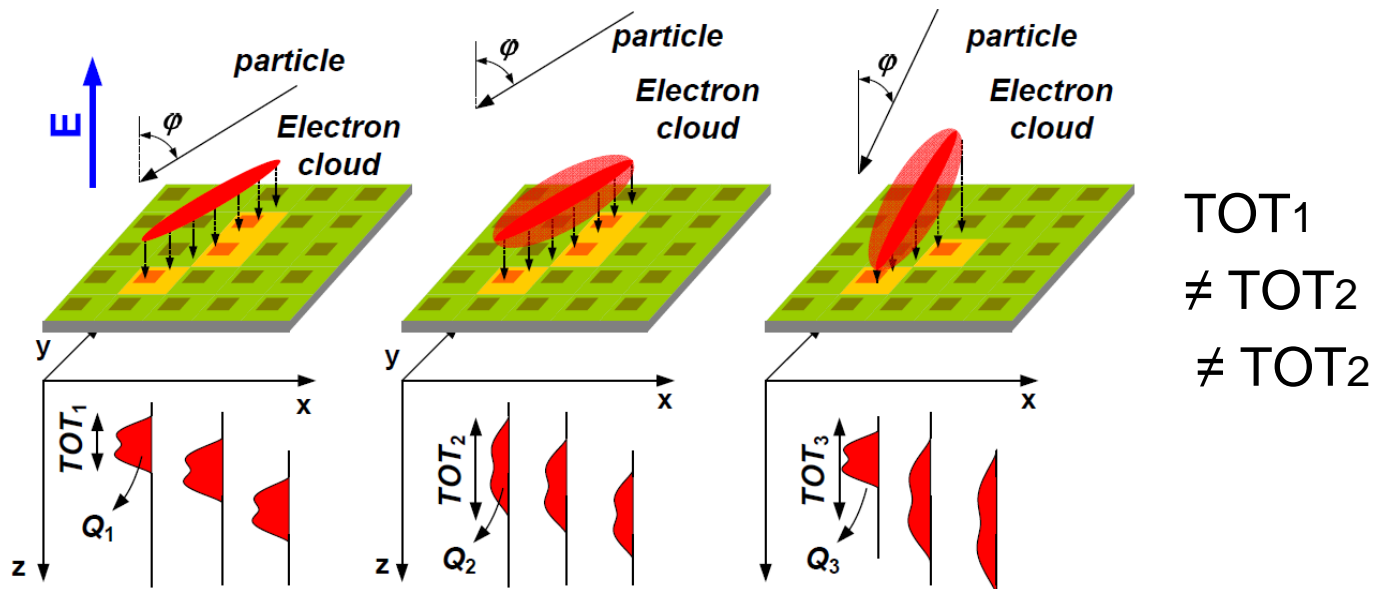 E
φ
particle
Electron
cloud
y
x
z
TOT1
Q1
φ
particle
Electron
cloud
y
x
z
TOT2
Q2
φ
particle
Electron
cloud
x
TOT3
Q3
TOT1
≠ TOT2
≠ TOT2